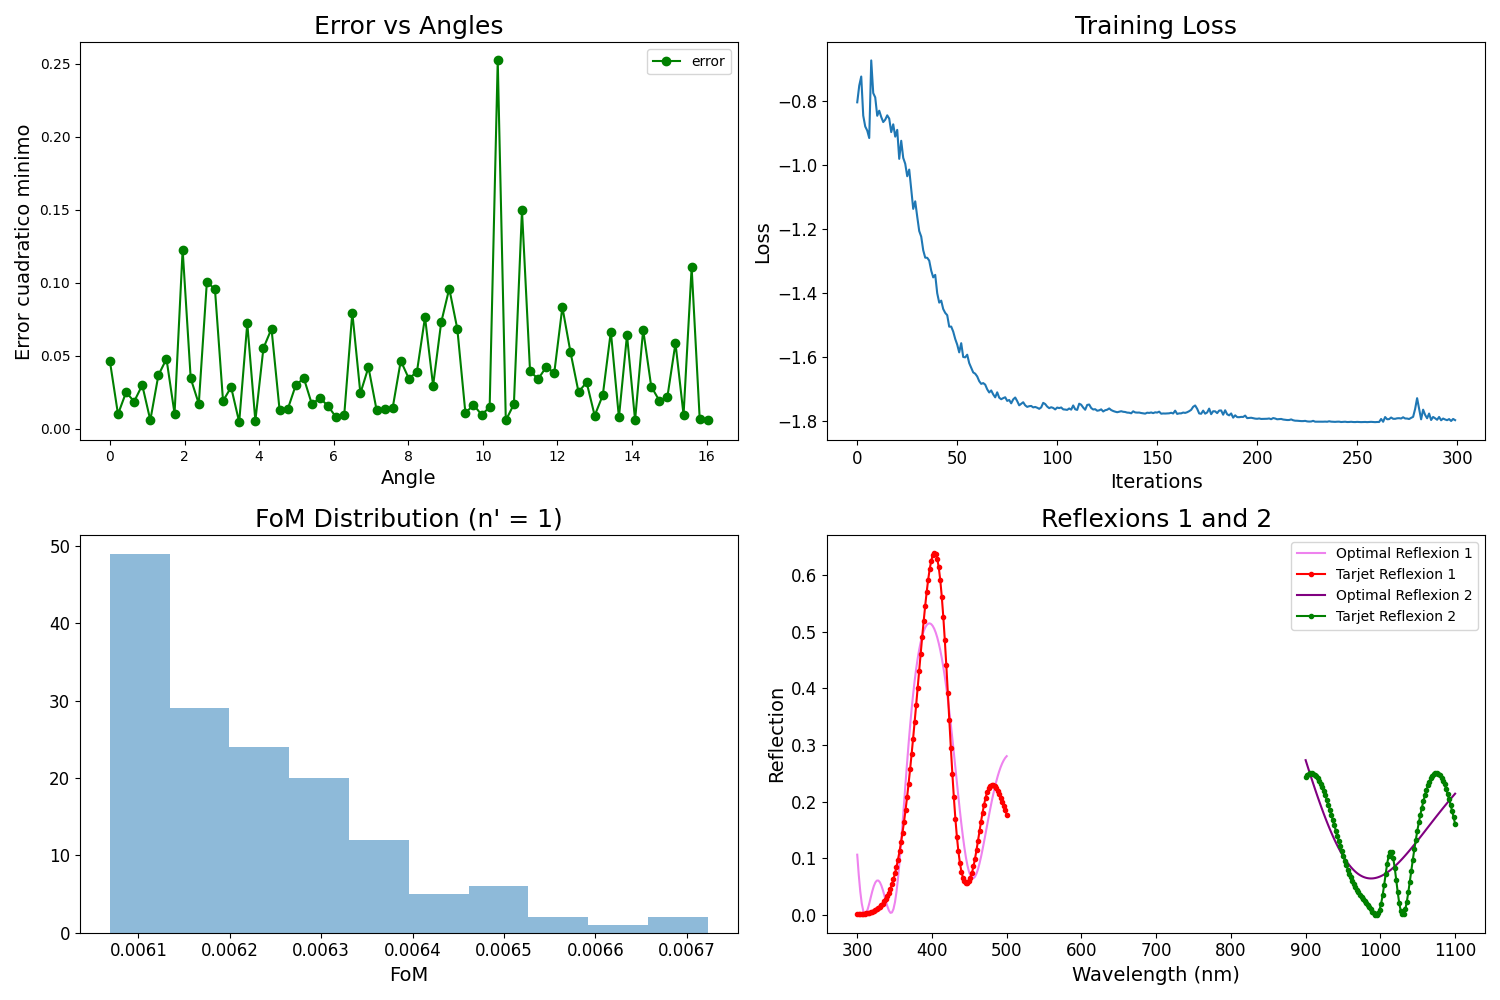 Error vs Angles
error
0.25
0.20
0.15
0.10
0.05
0.00
Error cuadratico minimo
0 2 4 6 8 10 12 14 16
Angle
Training Loss
−0.8
−1.0
−1.2
−1.4
−1.6
−1.8
Loss
0 50 100 150 200 250 300
Iterations
FoM Distribution (n' = 1)
50
40
30
20
10
0
0.0061 0.0062 0.0063 0.0064 0.0065 0.0066 0.0067
FoM
Reflexions 1 and 2
Optimal Reflexion 1
Tarjet Reflexion 1
Optimal Reflexion 2
Tarjet Reflexion 2
0.6
0.5
0.4
0.3
0.2
0.1
0.0
Reflection
300 400 500 600 700 800 900 1000 1100
Wavelength (nm)